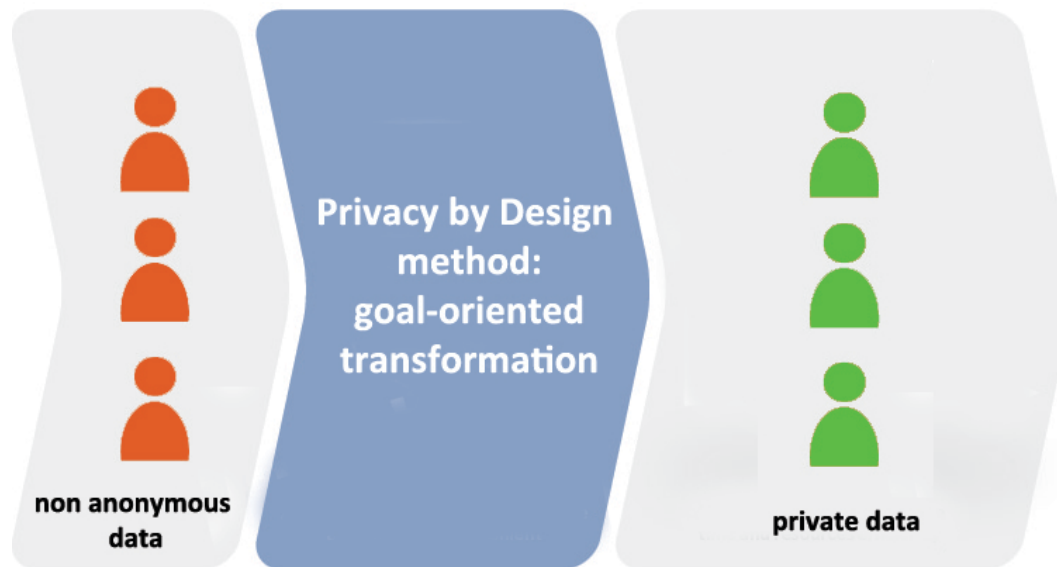 Privacy by Design
method:
goal-oriented
transformation
non anonymous
data
private data